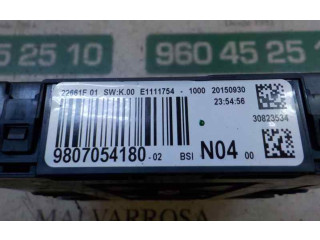 25 25 10
960 45 25
22661F 01 SW:K.00 E1111754 - 1000 20150930
23:54:56
30823534
9807054180-02 BSI N04 00
MALVARROSA